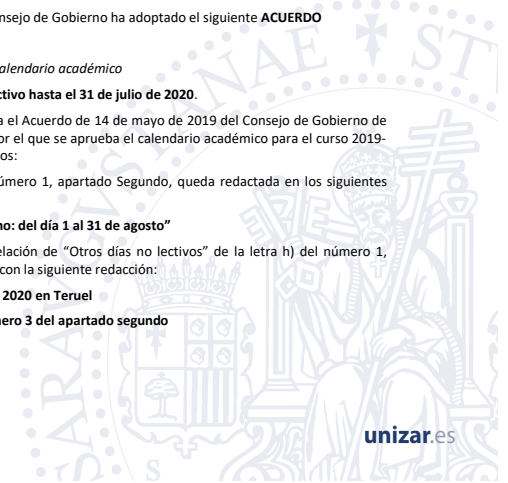 nsejo de Gobierno ha adoptado el siguiente ACUERDO
alendario académico
ctivo hasta el 31 de julio de 2020.
a el Acuerdo de 14 de mayo de 2019 del Consejo de Gobierno de
or el que se aprueba el calendario académico para el curso 2019-
os:
úmero 1, apartado Segundo, queda redactada en los siguientes
no: del día 1 al 31 de agosto”
elación de “Otros días no lectivos” de la letra h) del número 1,
con la siguiente redacción:
2020 en Teruel
nero 3 del apartado segundo
unizar.es